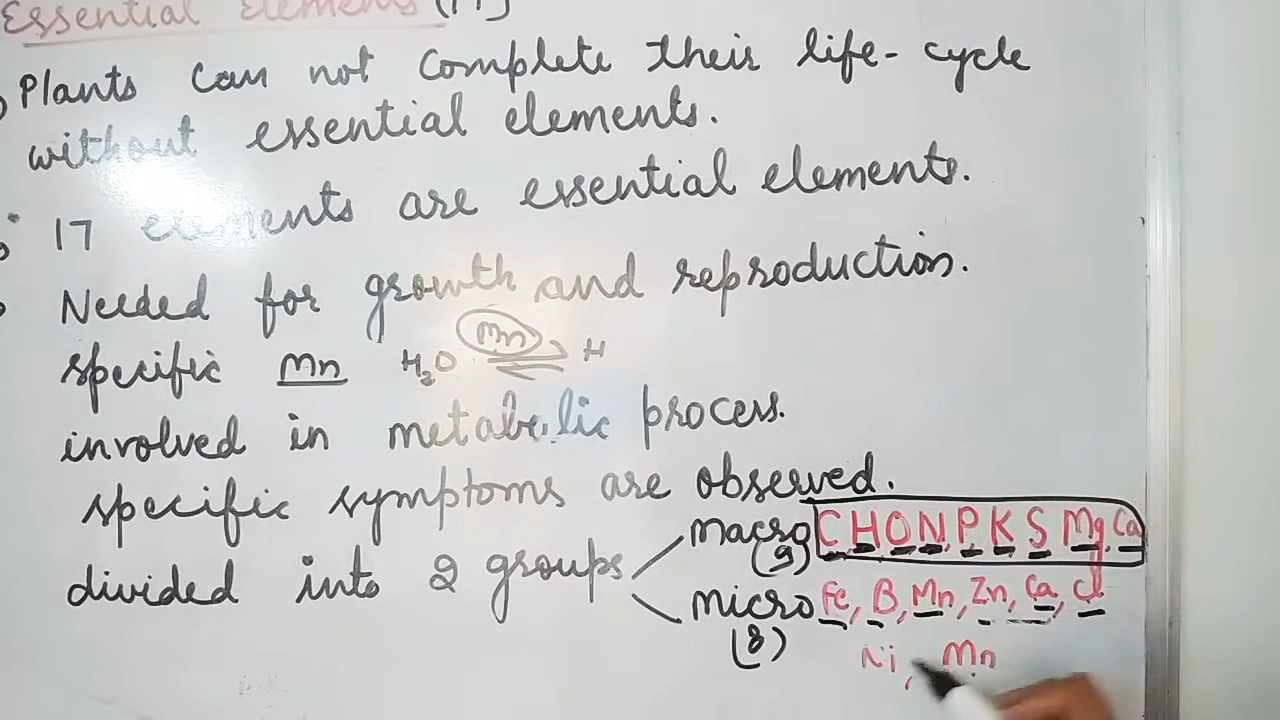 Essential Elements (17)
Plants Can not Complete their life-cycle
without essential elements.
17 elements are essential elements.
Needed for growth and reproduction.
specific Mn H2O Mn H
involved in metabolic process.
specific symptoms are observed.
divided into 2 groups
macro C H O N P K S Mg Ca
(9)
micro Fe, B, Mn, Zn, Ca, Cl
(8)
Ni, Mn